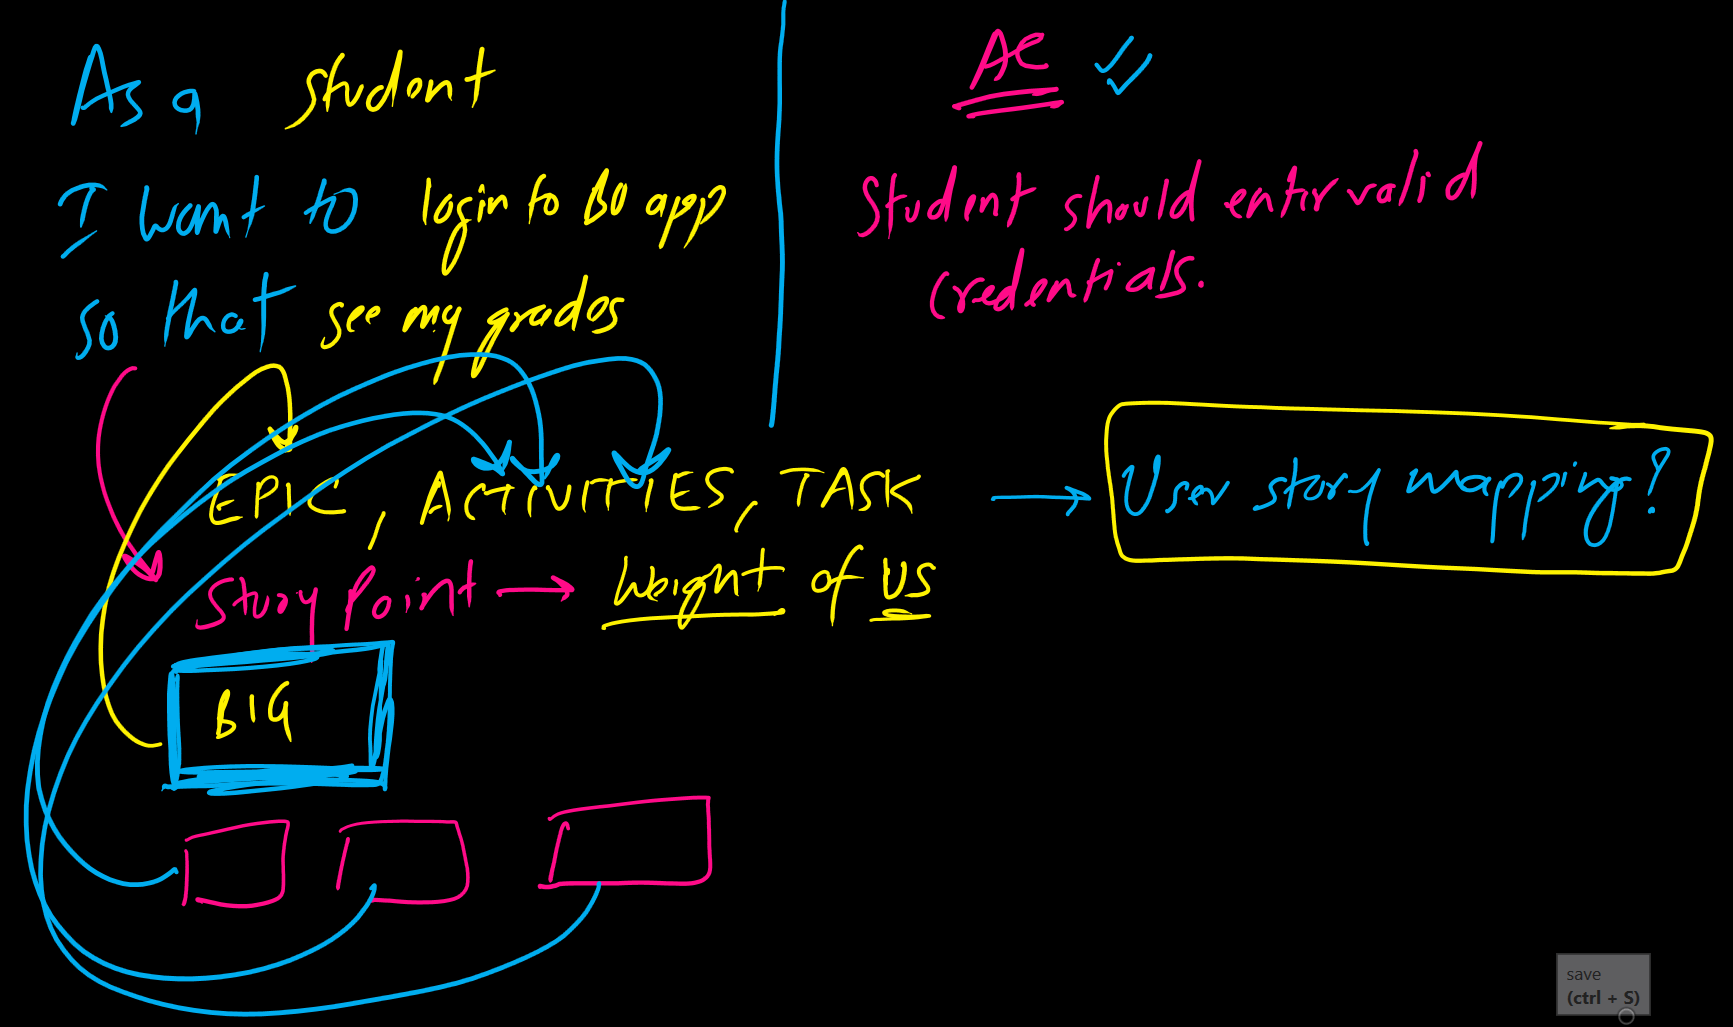 As a student
I want to login to BO app
so that see my grades
AC
Student should enter valid
credentials.
EPIC, ACTIVITIES, TASK → User story mapping?
Story Point → Weight of US
BIG
save
(ctrl + S)